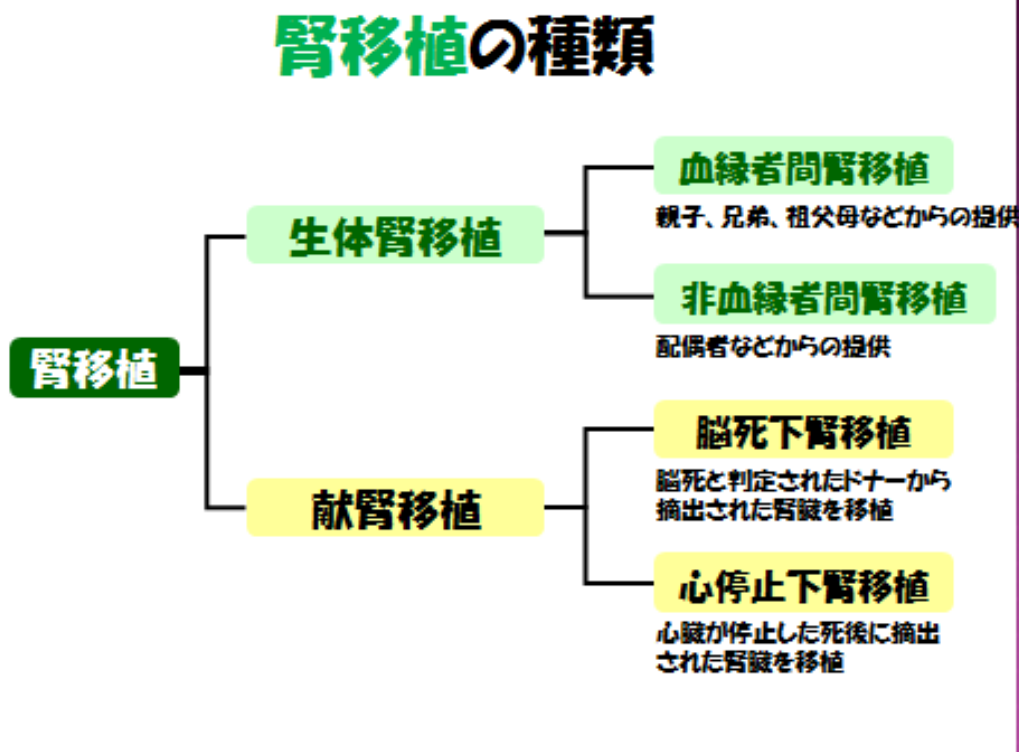 腎移植の種類
血縁者間腎移植
親子、兄弟、祖父母などからの提供
生体腎移植
非血縁者間腎移植
配偶者などからの提供
腎移植
脳死下腎移植
脳死と判定されたドナーから
摘出された腎臓を移植
献腎移植
心停止下腎移植
心臓が停止した死後に摘出
された腎臓を移植